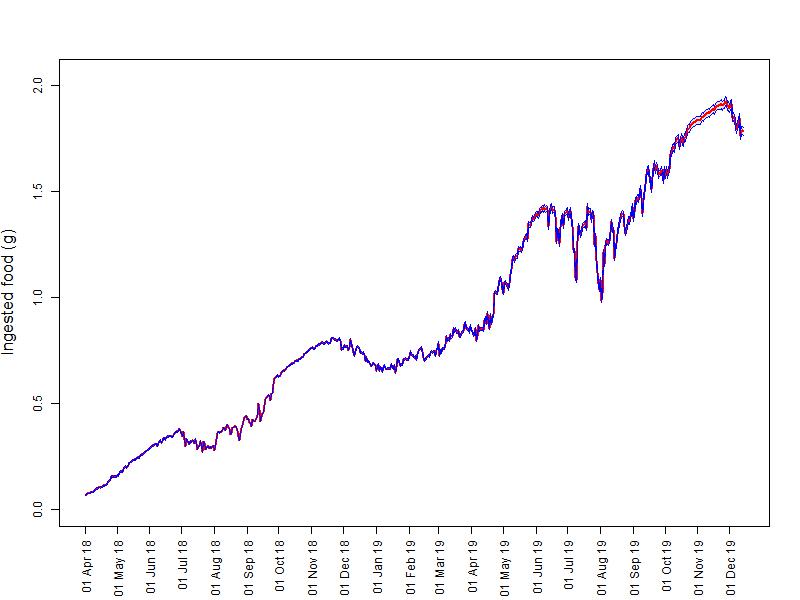 Ingested food (g)
2.0
1.5
1.0
0.5
0.0
01 Apr 18
01 May 18
01 Jun 18
01 Jul 18
01 Aug 18
01 Sep 18
01 Oct 18
01 Nov 18
01 Dec 18
01 Jan 19
01 Feb 19
01 Mar 19
01 Apr 19
01 May 19
01 Jun 19
01 Jul 19
01 Aug 19
01 Sep 19
01 Oct 19
01 Nov 19
01 Dec 19